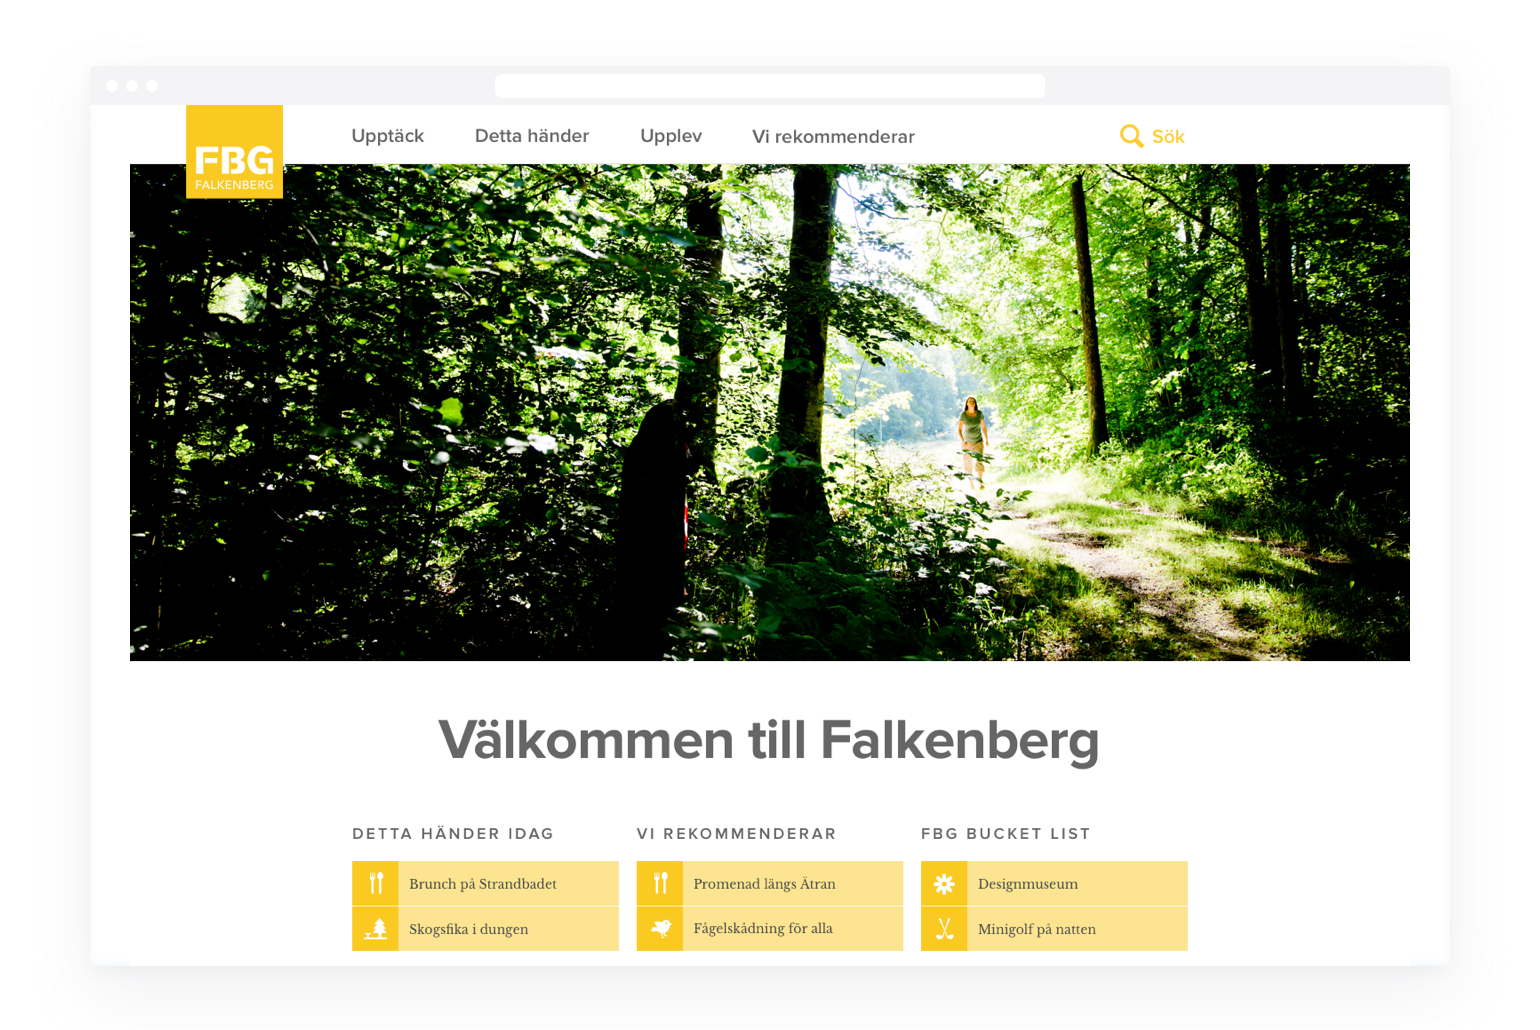 Upptäck
Detta händer
Upplev
Vi rekommenderar
Sök
FBG
FALKENBERG
Välkommen till Falkenberg
DETTA HÄNDER IDAG
Brunch på Strandbadet
Skogsfika i dungen
VI REKOMMENDERAR
Promenad längs Ätran
Fågelskådning för alla
FBG BUCKET LIST
Designmuseum
Minigolf på natten